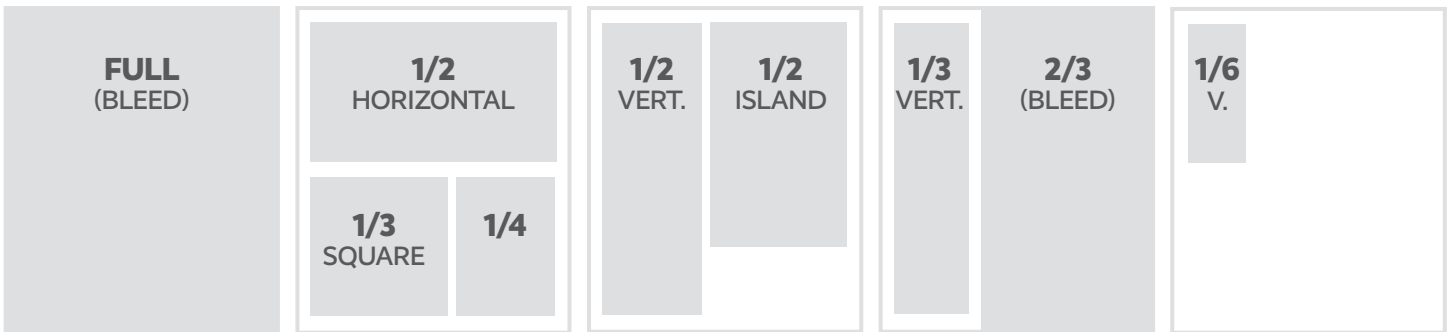 FULL
(BLEED)
1/2
HORIZONTAL
1/3
SQUARE
1/4
1/2
VERT.
1/2
ISLAND
1/3
VERT.
2/3
(BLEED)
1/6
V.